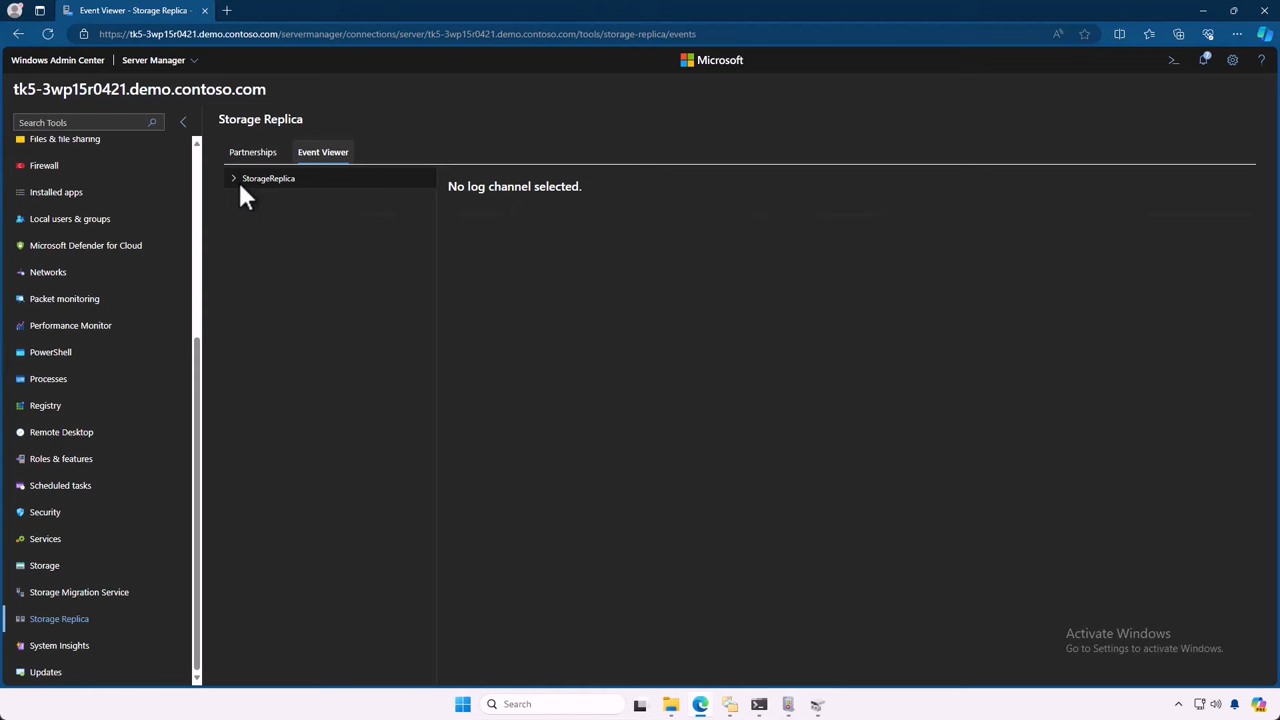 Event Viewer - Storage Replica -
https://tk5-3wp15r0421.demo.contoso.com/servermanager/connections/server/tk5-3wp15r0421.demo.contoso.com/tools/storage-replica/events
Windows Admin Center
Server Manager
Microsoft
tk5-3wp15r0421.demo.contoso.com
Search Tools
Files & file sharing
Firewall
Installed apps
Local users & groups
Microsoft Defender for Cloud
Networks
Packet monitoring
Performance Monitor
PowerShell
Processes
Registry
Remote Desktop
Roles & features
Scheduled tasks
Security
Services
Storage
Storage Migration Service
Storage Replica
System Insights
Updates
Storage Replica
Partnerships
Event Viewer
StorageReplica
No log channel selected.
Activate Windows
Go to Settings to activate Windows.
Search